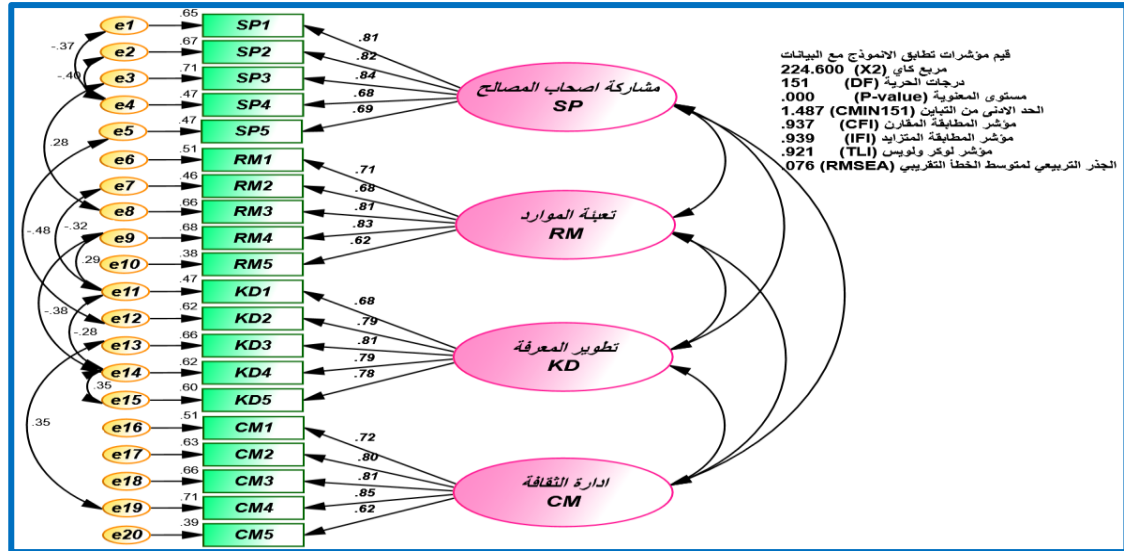 قيم مؤشرات تطابق الانموذج مع البيانات
مربع كاي (X2) 224.600
درجات الحرية (DF) 151
مستوى المعنوية (P-value) .000
الحد الادنى من التباين (CMIN151) 1.487
مؤشر المطابقة المقارن (CFI) .937
مؤشر المطابقة المتزايد (IFI) .939
مؤشر لوكر ولويس (TLI) .921
الجذر التربيعي لمتوسط الخطأ التقريبي (RMSEA) .076
مشاركة اصحاب المصالح
SP
تعبئة الموارد
RM
تطوير المعرفة
KD
ادارة الثقافة
CM
e1 .65 SP1 .81
e2 .67 SP2 .82
e3 .71 SP3 .84
e4 .47 SP4 .68
e5 .47 SP5 .69
e6 .51 RM1 .71
e7 .46 RM2 .68
e8 .66 RM3 .81
e9 .68 RM4 .83
e10 .38 RM5 .62
e11 .47 KD1 .68
e12 .62 KD2 .79
e13 .66 KD3 .81
e14 .62 KD4 .79
e15 .60 KD5 .78
e16 .51 CM1 .72
e17 .63 CM2 .80
e18 .66 CM3 .81
e19 .71 CM4 .85
e20 .39 CM5 .62
-.37
-.40
.28
-.48
-.32
.29
-.38
-.28
.35
.35